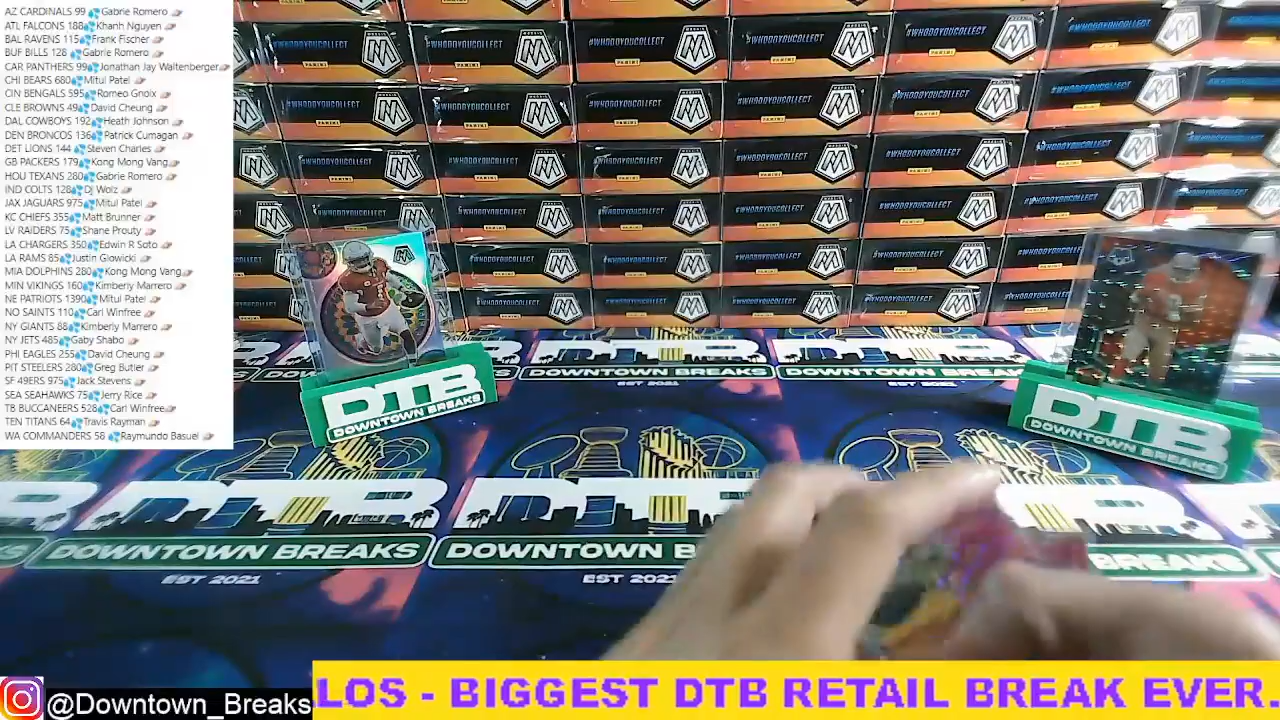 AZ CARDINALS 99💦Gabrie Romero
ATL FALCONS 188💦Khanh Nguyen
BAL RAVENS 115💦Frank Fischer
BUF BILLS 128 💦Gabrie Romero
CAR PANTHERS 99💦Jonathan Jay Waltenberger
CHI BEARS 680💦Mitul Patel
CIN BENGALS 595💦Romeo Gnoix
CLE BROWNS 49💦David Cheung
DAL COWBOYS 192💦Heath Johnson
DEN BRONCOS 136💦Patrick Cumagan
DET LIONS 144 💦Steven Charles
GB PACKERS 179💦Kong Mong Vang
HOU TEXANS 280💦Gabrie Romero
IND COLTS 128💦DJ Wolz
JAX JAGUARS 975💦Mitul Patel
KC CHIEFS 355💦Matt Brunner
LV RAIDERS 75💦Shane Prouty
LA CHARGERS 350💦Edwin R Soto
LA RAMS 85💦Justin Glowicki
MIA DOLPHINS 280💦Kong Mong Vang
MIN VIKINGS 160💦Kimberly Marrero
NE PATRIOTS 1390💦Mitul Patel
NO SAINTS 110💦Carl Winfree
NY GIANTS 88💦Kimberly Marrero
NY JETS 485💦Gaby Shabo
PHI EAGLES 255💦David Cheung
PIT STEELERS 280💦Greg Butler
SF 49ERS 975💦Jack Stevens
SEA SEAHAWKS 75💦Jerry Rice
TB BUCCANEERS 528💦Carl Winfree
TEN TITANS 64💦Travis Rayman
WA COMMANDERS 56 💦Raymundo Basuel
#WHODOYOUCOLLECT
PANINI
MOSAIC
DTB
DOWNTOWN BREAKS
DTB
DOWNTOWN BREAKS
DTB
DOWNTOWN BREAKS
EST 2021
@Downtown_Breaks
LOS - BIGGEST DTB RETAIL BREAK EVER.